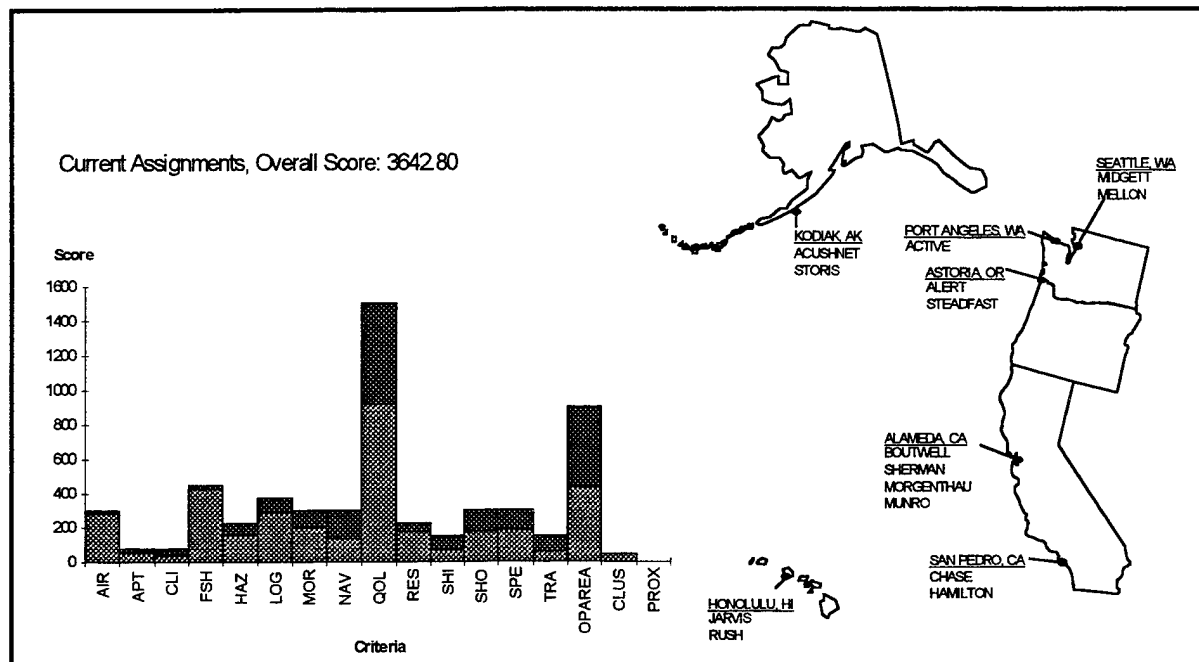 Current Assignments, Overall Score: 3642.80
Score
1600
1400
1200
1000
800
600
400
200
0
AIR
APT
CLI
FSH
HAZ
LOG
MOR
NAV
QOL
RES
SHI
SHO
SPE
TRA
OPAREA
CLUS
PROX
Criteria
SEATTLE, WA
MIDGETT
MELLON
PORT ANGELES, WA
ACTIVE
KODIAK, AK
ACUSHNET
STORIS
ASTORIA, OR
ALERT
STEADFAST
ALAMEDA, CA
BOUTWELL
SHERMAN
MORGENTHAU
MUNRO
SAN PEDRO, CA
CHASE
HAMILTON
HONOLULU, HI
JARVIS
RUSH